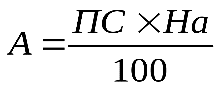 А = ПС × На / 100